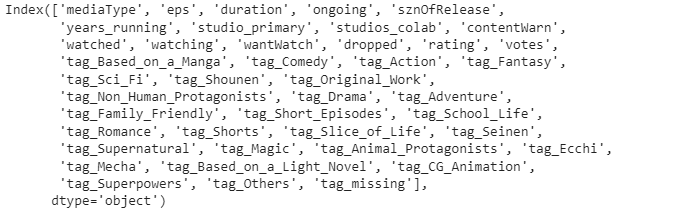 Index(['mediaType', 'eps', 'duration', 'ongoing', 'sznOfRelease',
'years_running', 'studio_primary', 'studios_colab', 'contentWarn',
'watched', 'watching', 'wantWatch', 'dropped', 'rating', 'votes',
'tag_Based_on_a_Manga', 'tag_Comedy', 'tag_Action', 'tag_Fantasy',
'tag_Sci_Fi', 'tag_Shounen', 'tag_Original_Work',
'tag_Non_Human_Protagonists', 'tag_Drama', 'tag_Adventure',
'tag_Family_Friendly', 'tag_Short_Episodes', 'tag_School_Life',
'tag_Romance', 'tag_Shorts', 'tag_Slice_of_Life', 'tag_Seinen',
'tag_Supernatural', 'tag_Magic', 'tag_Animal_Protagonists', 'tag_Ecchi',
'tag_Mecha', 'tag_Based_on_a_Light_Novel', 'tag_CG_Animation',
'tag_Superpowers', 'tag_Others', 'tag_missing'],
dtype='object')